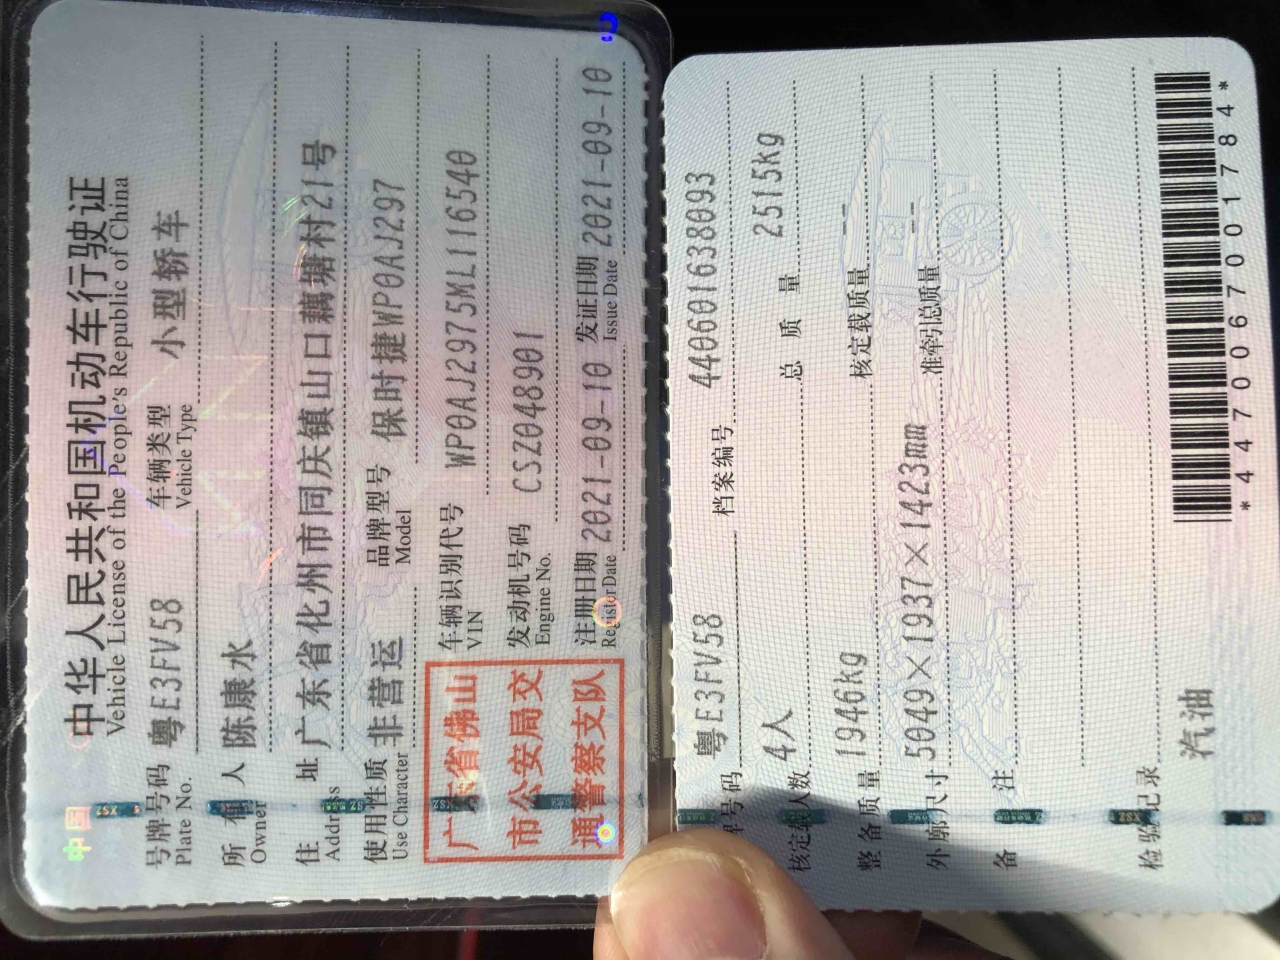 中华人民共和国机动车行驶证
Vehicle License of the People's Republic of China
号牌号码 粤E3FV58 车辆类型 小型轿车
Plate No. Vehicle Type
所有人 陈康水
Owner
住址 广东省化州市同庆镇山口藕塘村21号
Address
使用性质 非营运 品牌型号 保时捷WP0AJ297
Use Character Model
广东省佛山
市公安局交
通警察支队
车辆识别代号 WP0AJ2975ML116540
VIN
发动机号码 CSZ048901
Engine No.
注册日期 2021-09-10 发证日期 2021-09-10
Register Date Issue Date
中国
号牌号码 粤E3FV58 档案编号 440601638093
核定载人数 4人 总质量 2515kg
整备质量 1946kg 核定载质量 --
外廓尺寸 5049×1937×1423mm 准牵引总质量 --
备注
检验记录
汽油
*4470067001784*